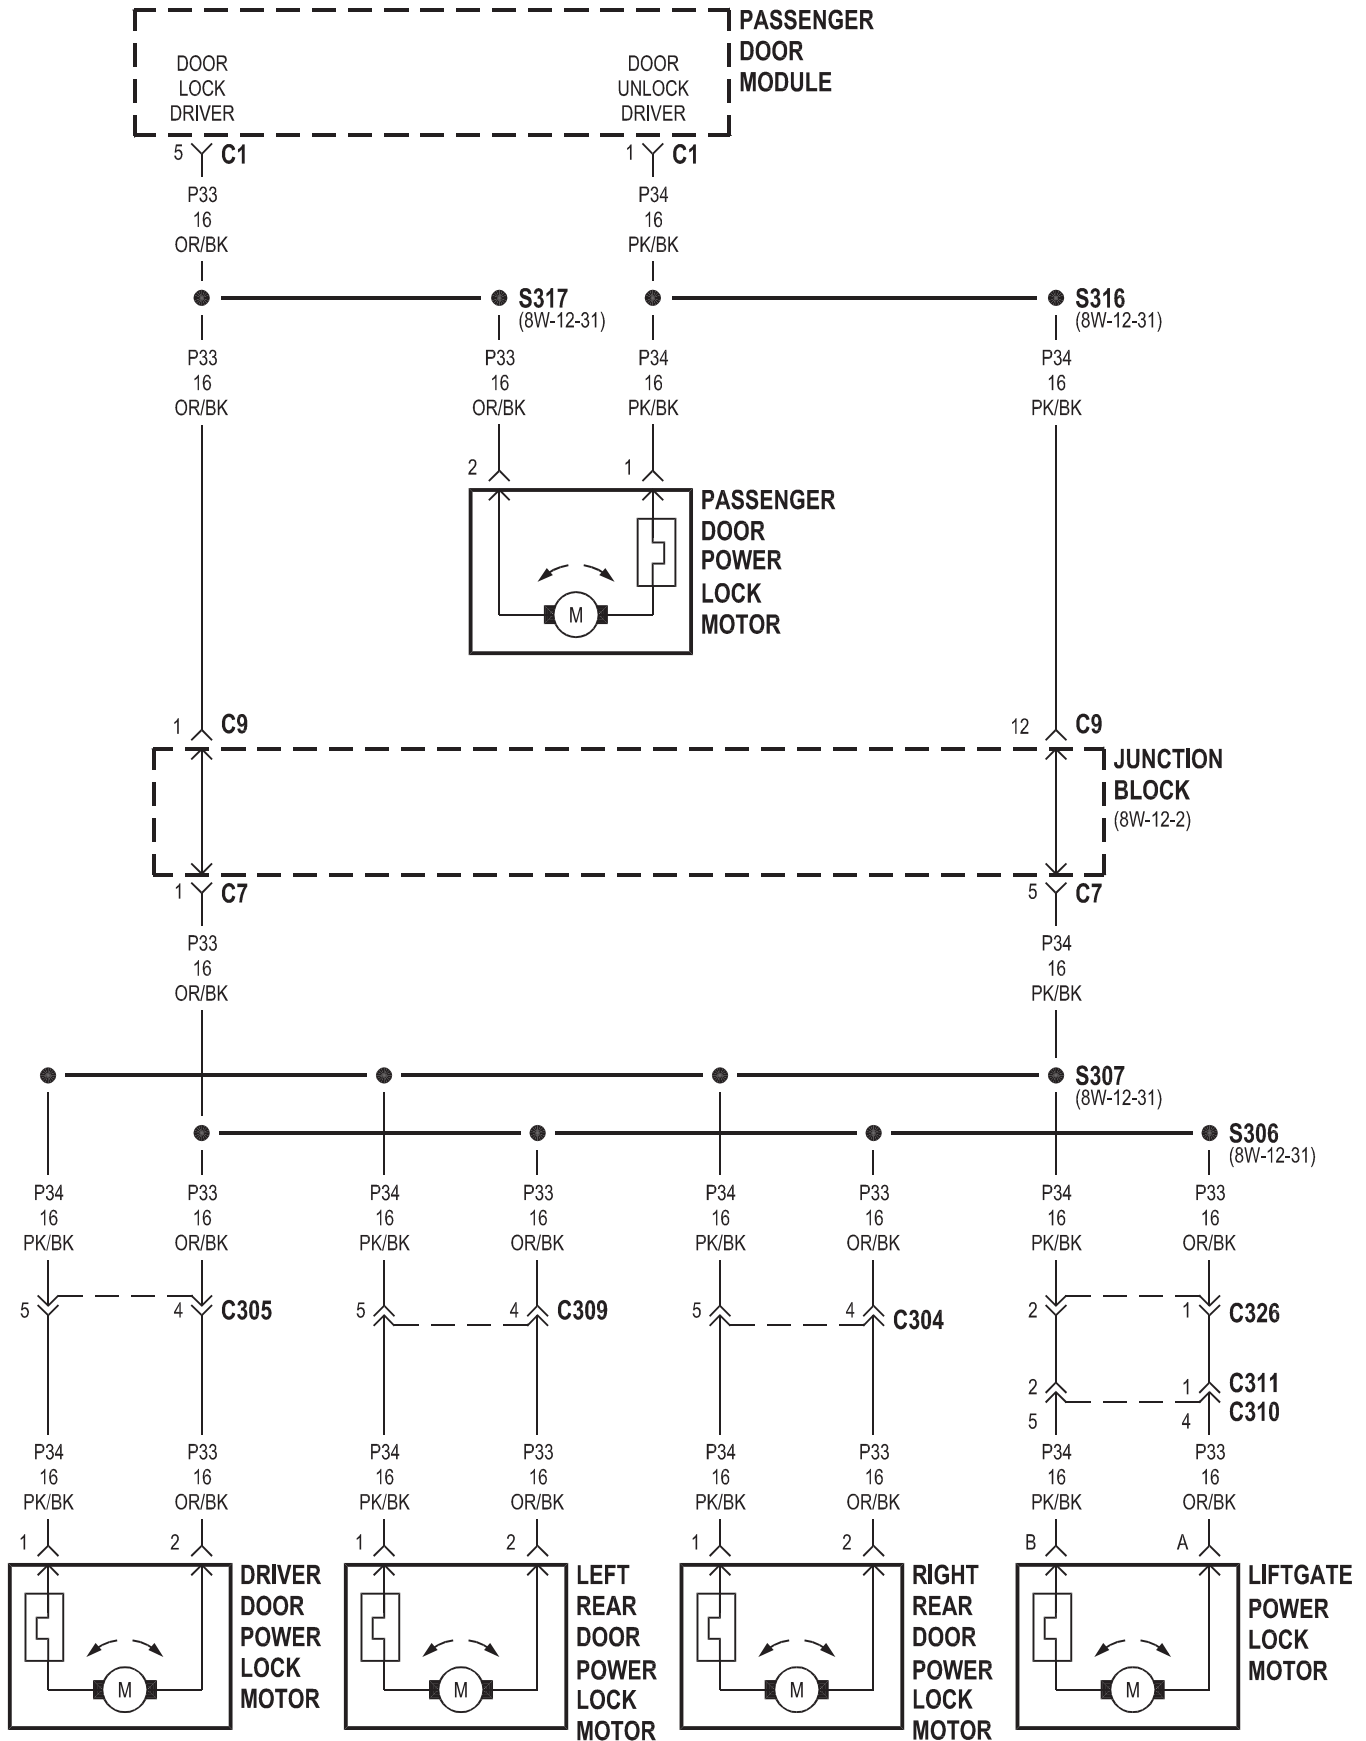 PASSENGER
DOOR
MODULE
DOOR
LOCK
DRIVER
DOOR
UNLOCK
DRIVER
5 C1
1 C1
P33
16
OR/BK
P34
16
PK/BK
S317
(8W-12-31)
S316
(8W-12-31)
P33
16
OR/BK
P33
16
OR/BK
P34
16
PK/BK
P34
16
PK/BK
2
1
PASSENGER
DOOR
POWER
LOCK
MOTOR
M
1 C9
12 C9
JUNCTION
BLOCK
(8W-12-2)
1 C7
5 C7
P33
16
OR/BK
P34
16
PK/BK
S307
(8W-12-31)
S306
(8W-12-31)
P34
16
PK/BK
P33
16
OR/BK
P34
16
PK/BK
P33
16
OR/BK
P34
16
PK/BK
P33
16
OR/BK
P34
16
PK/BK
P33
16
OR/BK
5 4 C305
5 4 C309
5 4 C304
2 1 C326
2 1 C311
5 4 C310
P34
16
PK/BK
P33
16
OR/BK
P34
16
PK/BK
P33
16
OR/BK
P34
16
PK/BK
P33
16
OR/BK
P34
16
PK/BK
P33
16
OR/BK
1 2
1 2
1 2
B A
DRIVER
DOOR
POWER
LOCK
MOTOR
M
LEFT
REAR
DOOR
POWER
LOCK
MOTOR
M
RIGHT
REAR
DOOR
POWER
LOCK
MOTOR
M
LIFTGATE
POWER
LOCK
MOTOR
M